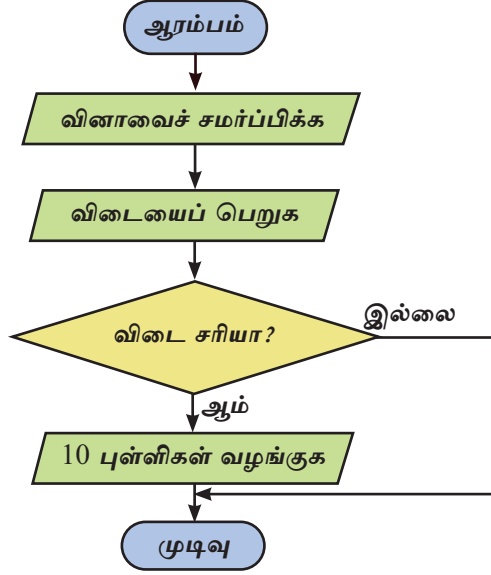 ஆரம்பம்
வினாவைச் சமர்ப்பிக்க
விடையைப் பெறுக
விடை சரியா?
இல்லை
ஆம்
10 புள்ளிகள் வழங்குக
முடிவு